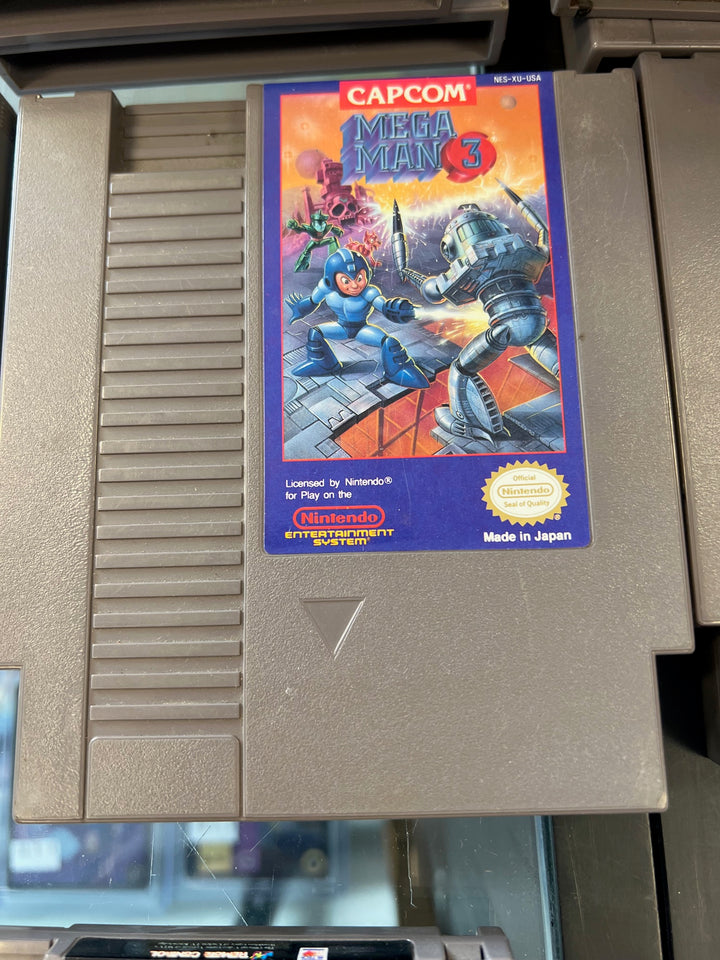 NES-XU-USA
CAPCOM®
MEGA
MAN 3
Licensed by Nintendo®
for Play on the
Nintendo
ENTERTAINMENT
SYSTEM®
Official
Nintendo
Seal of Quality
®
Made in Japan
CONTROL